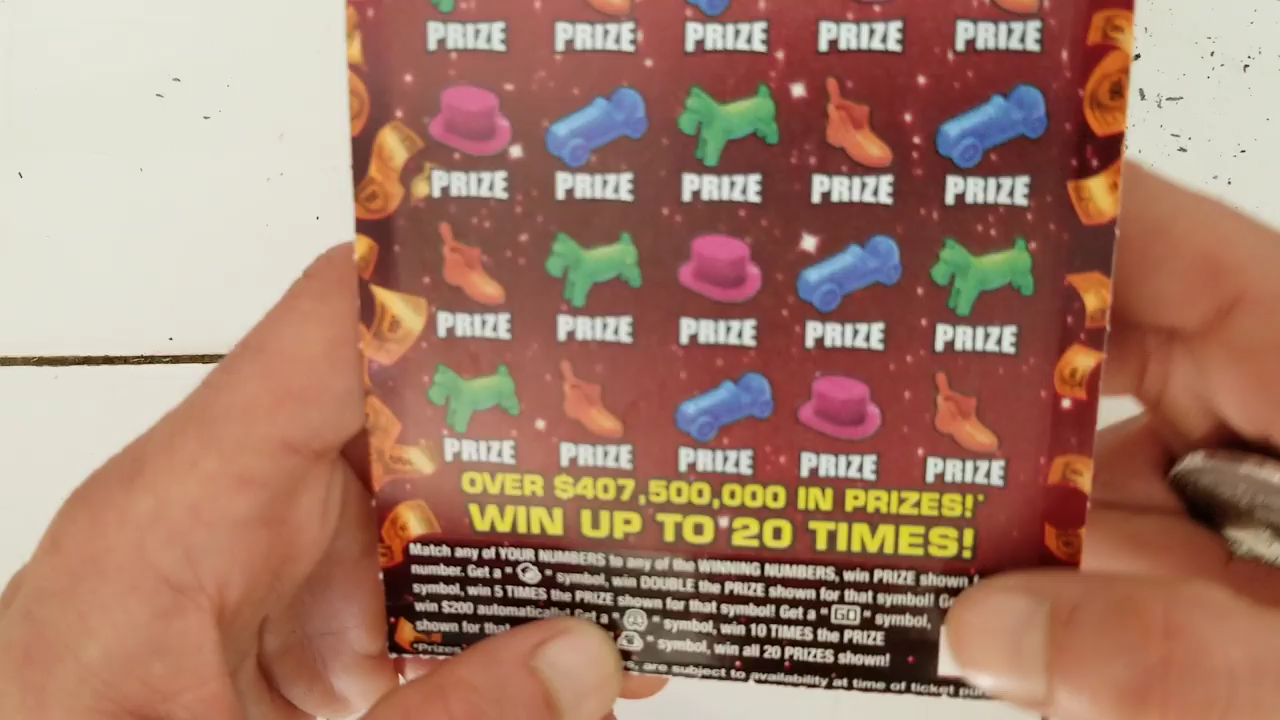 PRIZE PRIZE PRIZE PRIZE PRIZE
PRIZE PRIZE PRIZE PRIZE PRIZE
PRIZE PRIZE PRIZE PRIZE PRIZE
PRIZE PRIZE PRIZE PRIZE PRIZE
OVER $407,500,000 IN PRIZES!*
WIN UP TO 20 TIMES!
Match any of YOUR NUMBERS to any of the WINNING NUMBERS, win PRIZE shown
number. Get a " " symbol, win DOUBLE the PRIZE shown for that symbol!
symbol, win 5 TIMES the PRIZE shown for that symbol! Get a " GO " symbol,
win $200 automatically! Get a " " symbol, win 10 TIMES the PRIZE
shown for that " symbol, win all 20 PRIZES shown!
*Prizes, are subject to availability at time of ticket